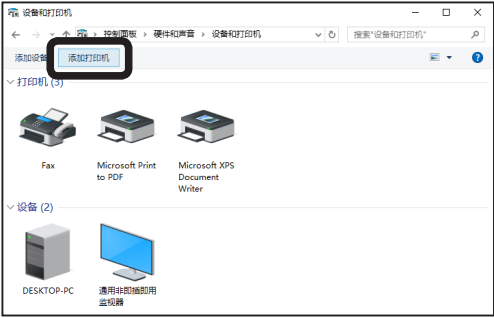 设备和打印机
控制面板 > 硬件和声音 > 设备和打印机
搜索"设备和打印机"
添加设备 添加打印机
打印机 (3)
Fax
Microsoft Print
to PDF
Microsoft XPS
Document
Writer
设备 (2)
DESKTOP-PC
通用非即插即用
监视器